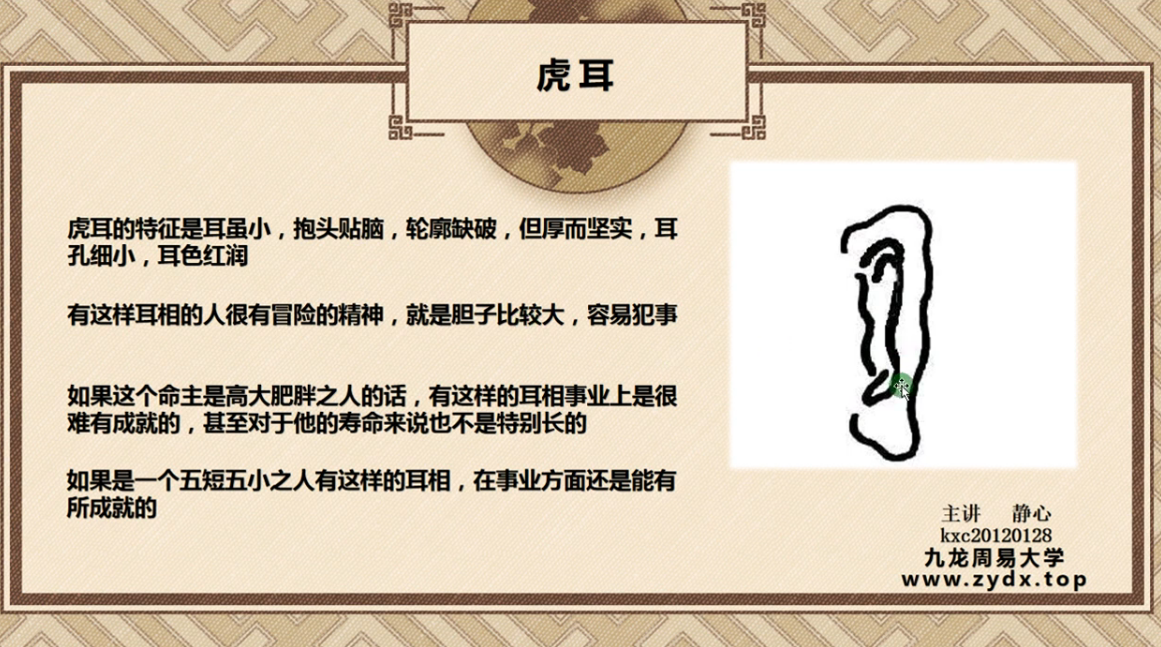 虎耳
虎耳的特征是耳虽小，抱头贴脑，轮廓缺破，但厚而坚实，耳
孔细小，耳色红润
有这样耳相的人很有冒险的精神，就是胆子比较大，容易犯事
如果这个命主是高大肥胖之人的话，有这样的耳相事业上是很
难有成就的，甚至对于他的寿命来说也不是特别长的
如果是一个五短五小之人有这样的耳相，在事业方面还是能有
所成就的
主讲 静心
kxc20120128
九龙周易大学
www.zydx.top